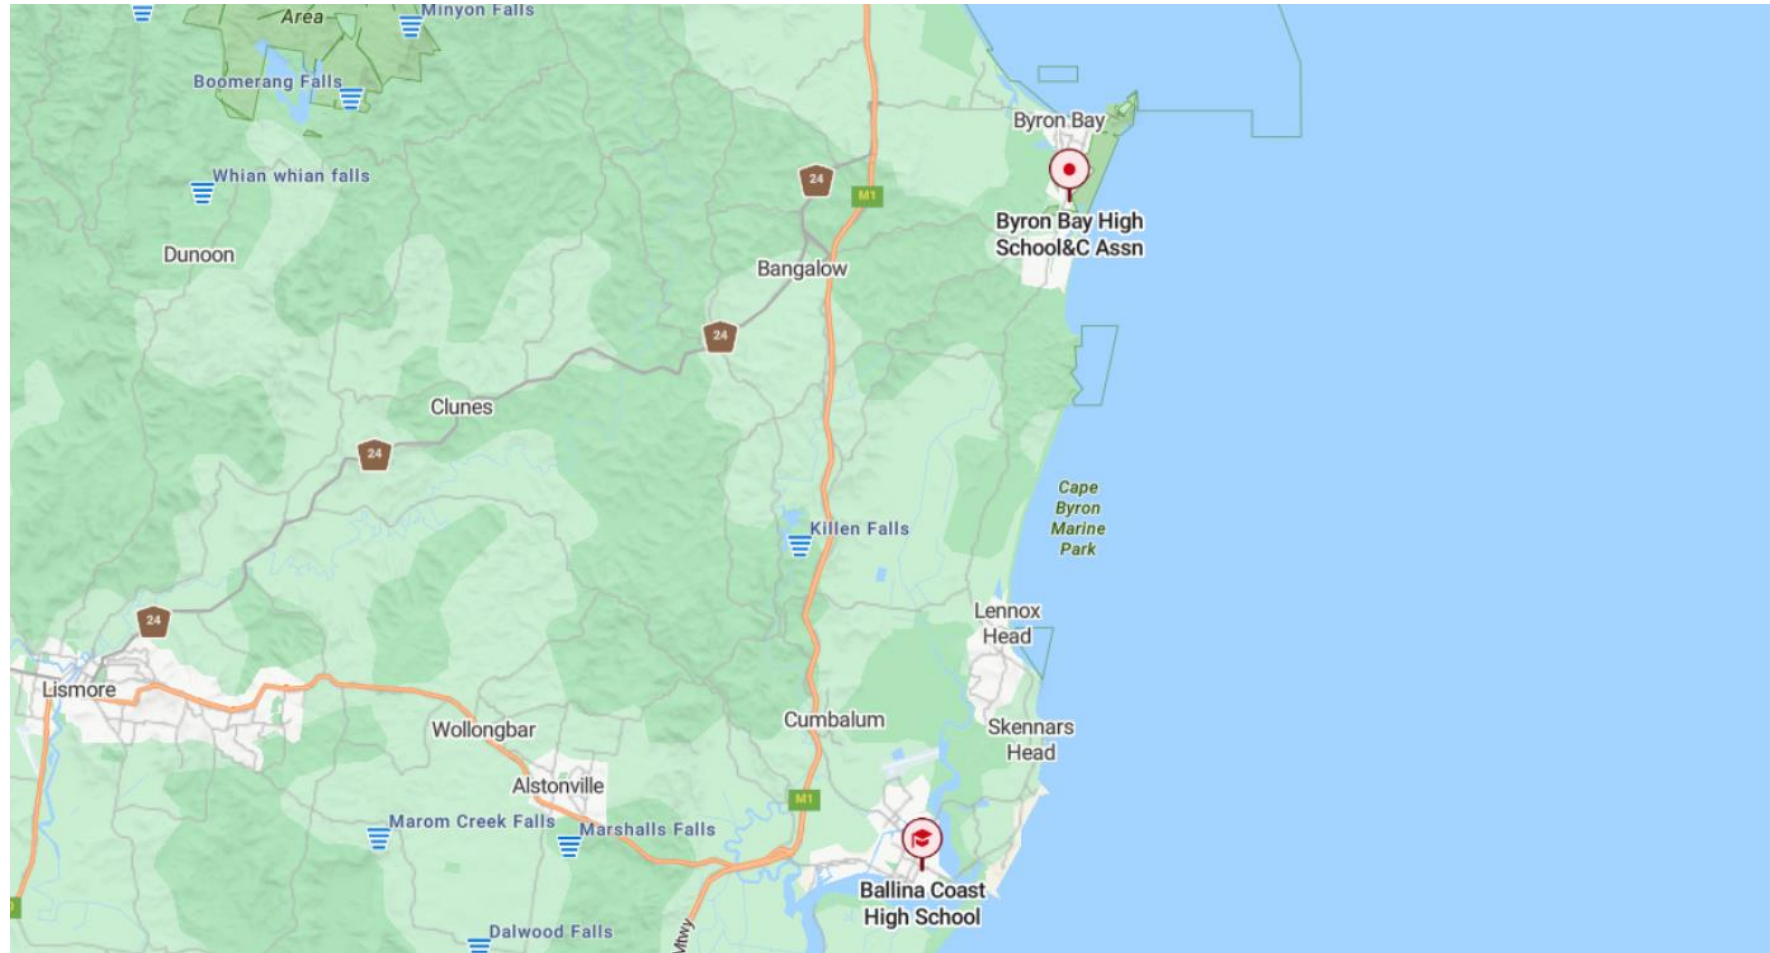 Area
Minyon Falls
Boomerang Falls
Byron Bay
Whian whian falls
24
M1
Byron Bay High
School&C Assn
Dunoon
Bangalow
24
Clunes
24
Cape
Byron
Marine
Park
Killen Falls
Lennox
Head
24
Lismore
Wollongbar
Cumbalum
Skennars
Head
Alstonville
M1
Marom Creek Falls
Marshalls Falls
Ballina Coast
High School
Dalwood Falls